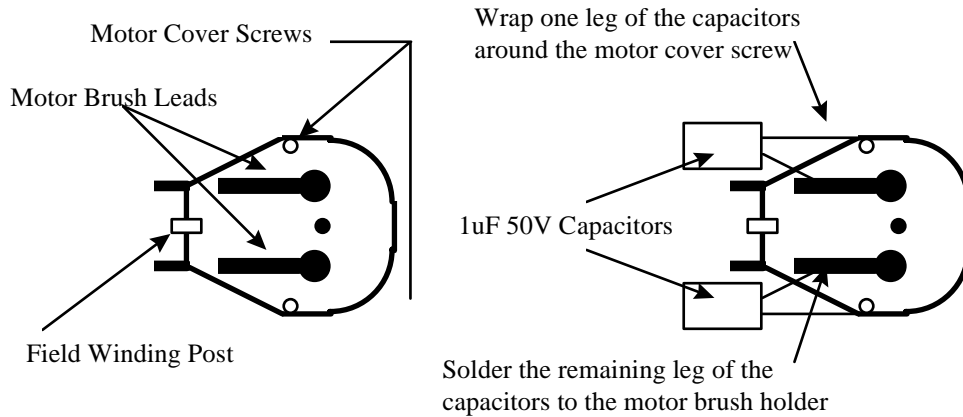 Motor Cover Screws
Motor Brush Leads
Field Winding Post
Wrap one leg of the capacitors
around the motor cover screw
1uF 50V Capacitors
Solder the remaining leg of the
capacitors to the motor brush holder